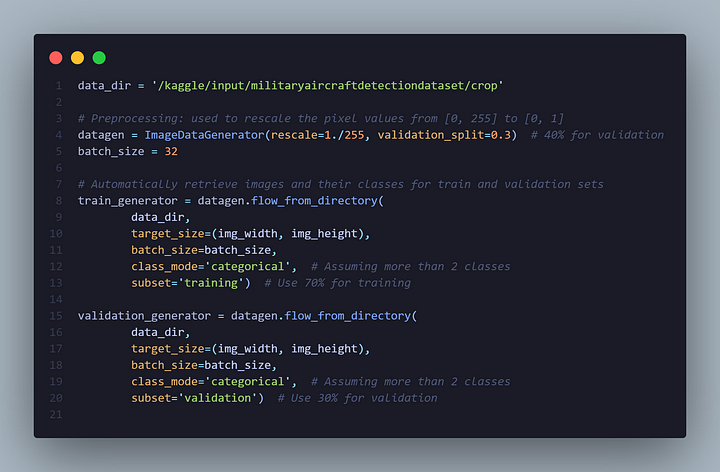 1 data_dir = '/kaggle/input/militaryaircraftdetectiondataset/crop'
2
3 # Preprocessing: used to rescale the pixel values from [0, 255] to [0, 1]
4 datagen = ImageDataGenerator(rescale=1./255, validation_split=0.3)  # 40% for validation
5 batch_size = 32
6
7 # Automatically retrieve images and their classes for train and validation sets
8 train_generator = datagen.flow_from_directory(
9         data_dir,
10         target_size=(img_width, img_height),
11         batch_size=batch_size,
12         class_mode='categorical',  # Assuming more than 2 classes
13         subset='training')  # Use 70% for training
14
15 validation_generator = datagen.flow_from_directory(
16         data_dir,
17         target_size=(img_width, img_height),
18         batch_size=batch_size,
19         class_mode='categorical',  # Assuming more than 2 classes
20         subset='validation')  # Use 30% for validation
21